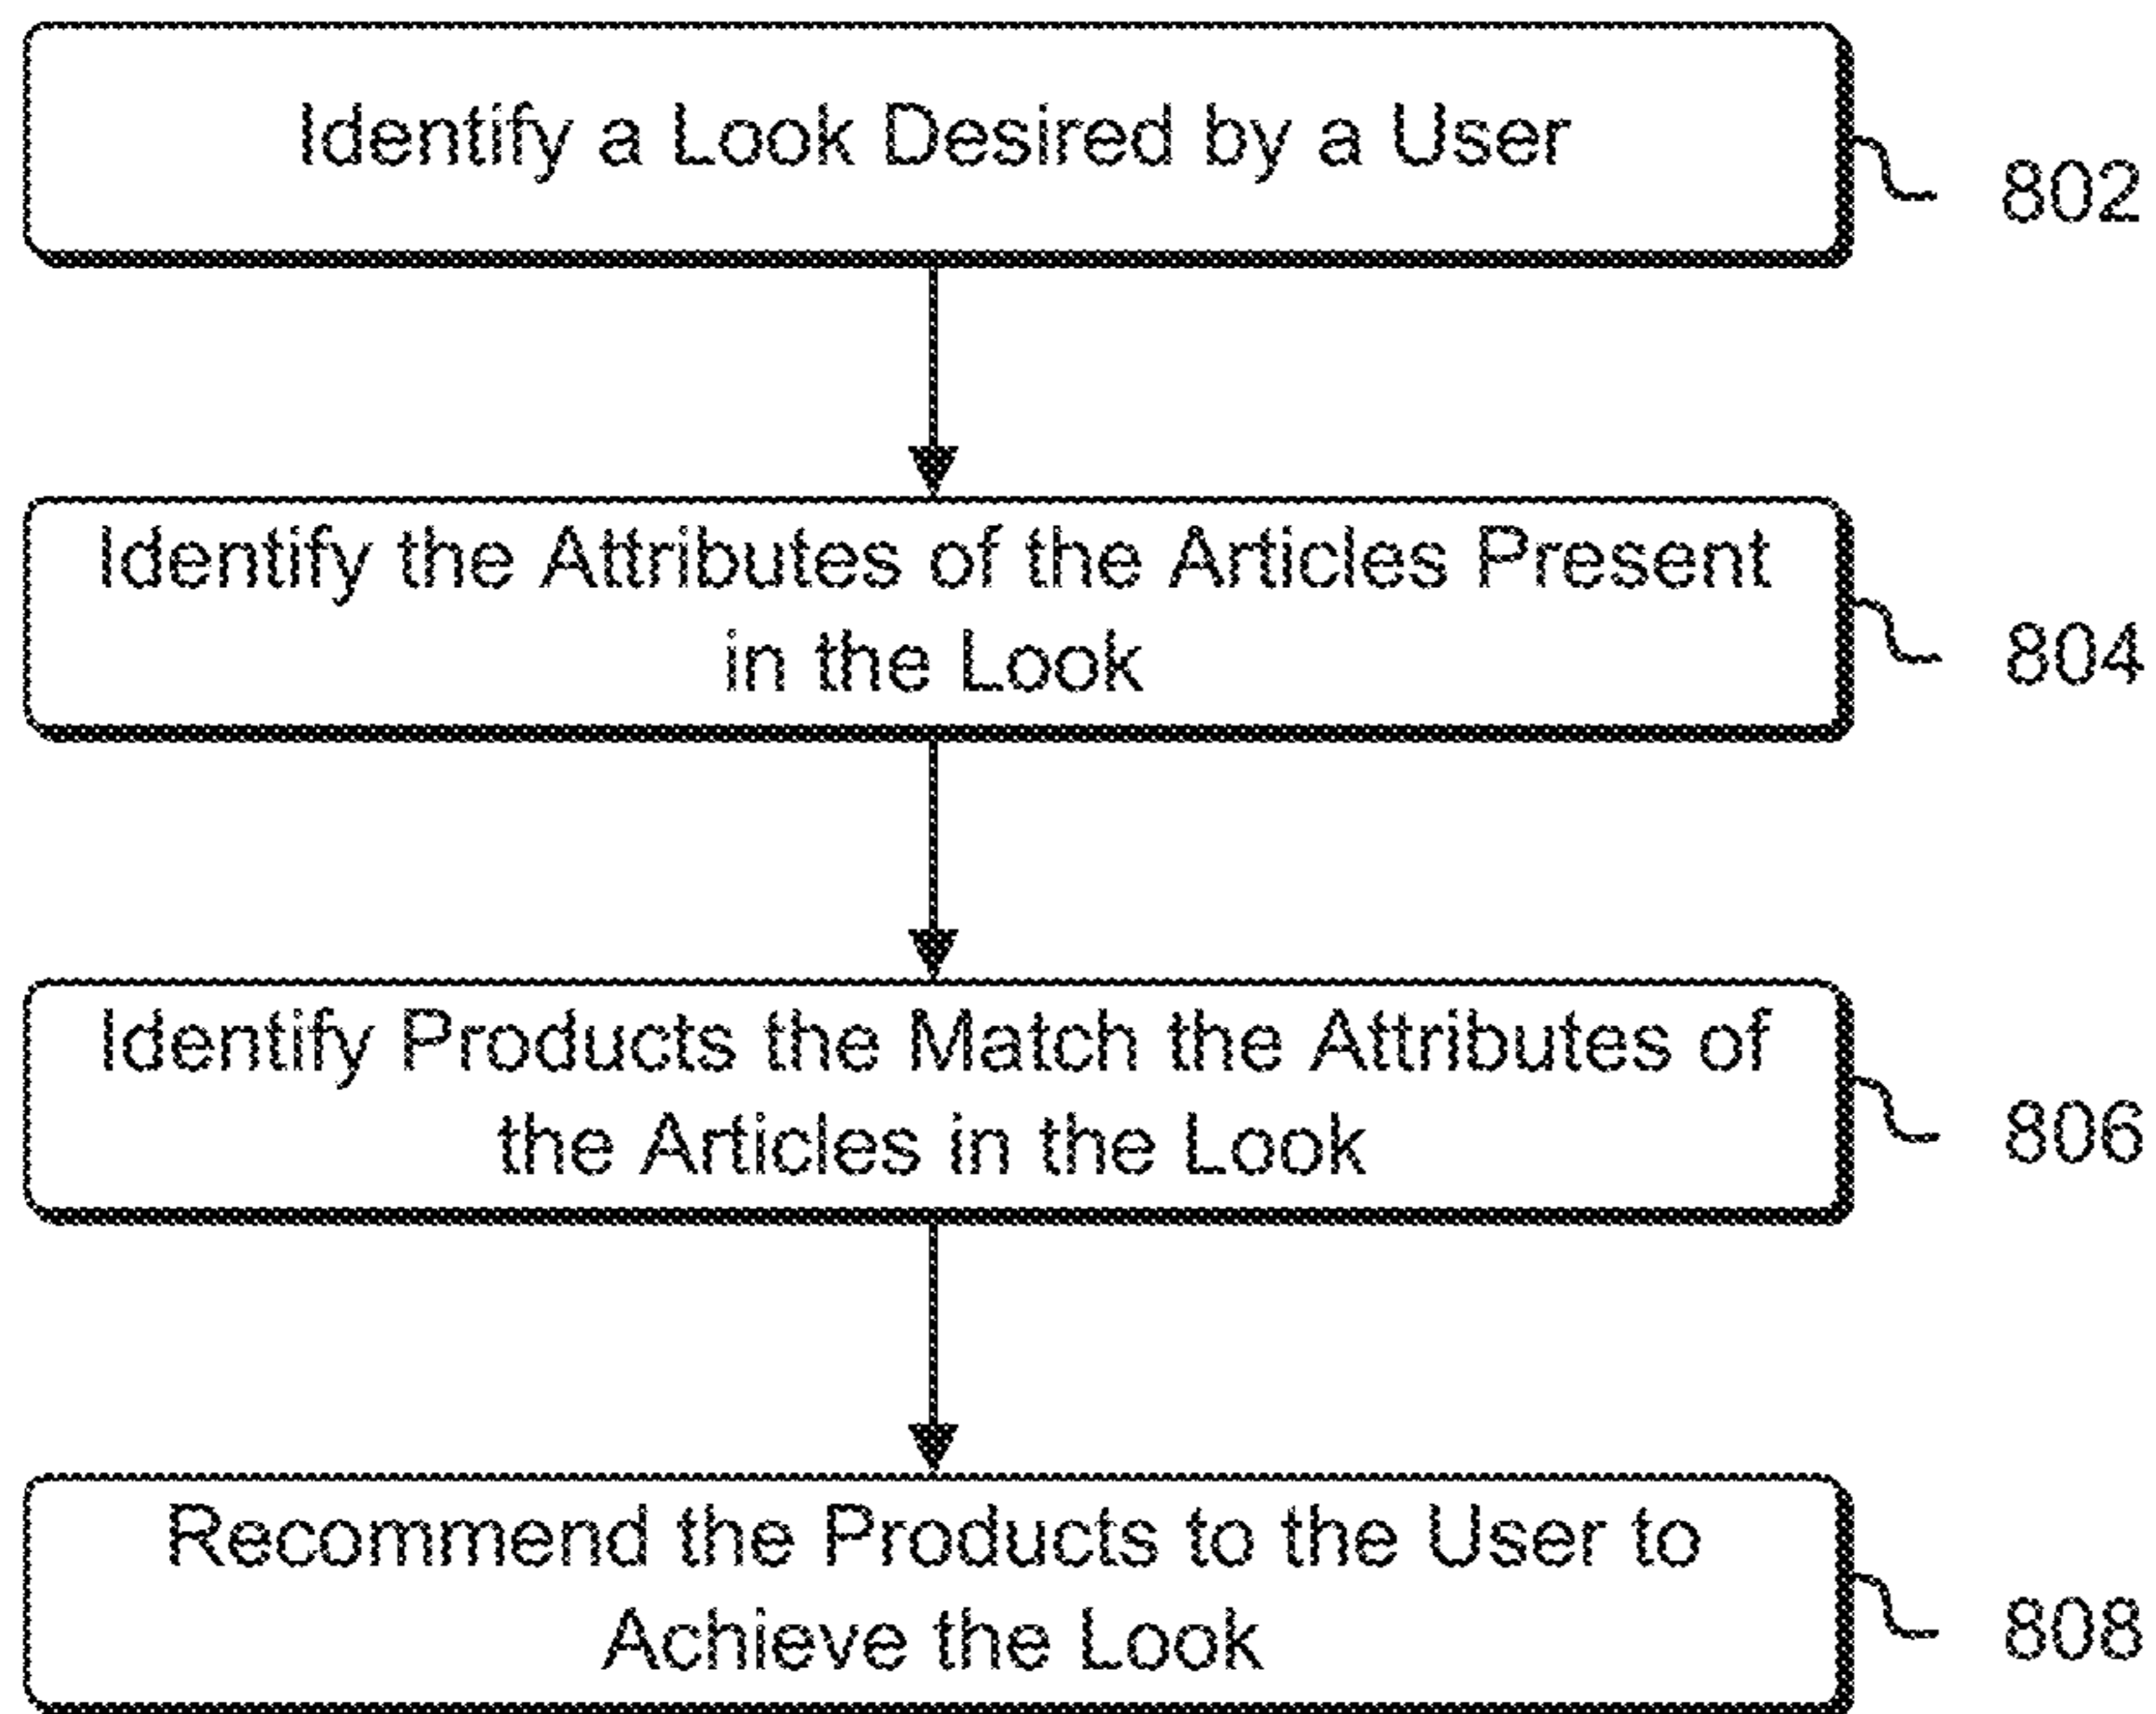 Identify a Look Desired by a User
802
Identify the Attributes of the Articles Present
in the Look
804
Identify Products the Match the Attributes of
the Articles in the Look
806
Recommend the Products to the User to
Achieve the Look
808